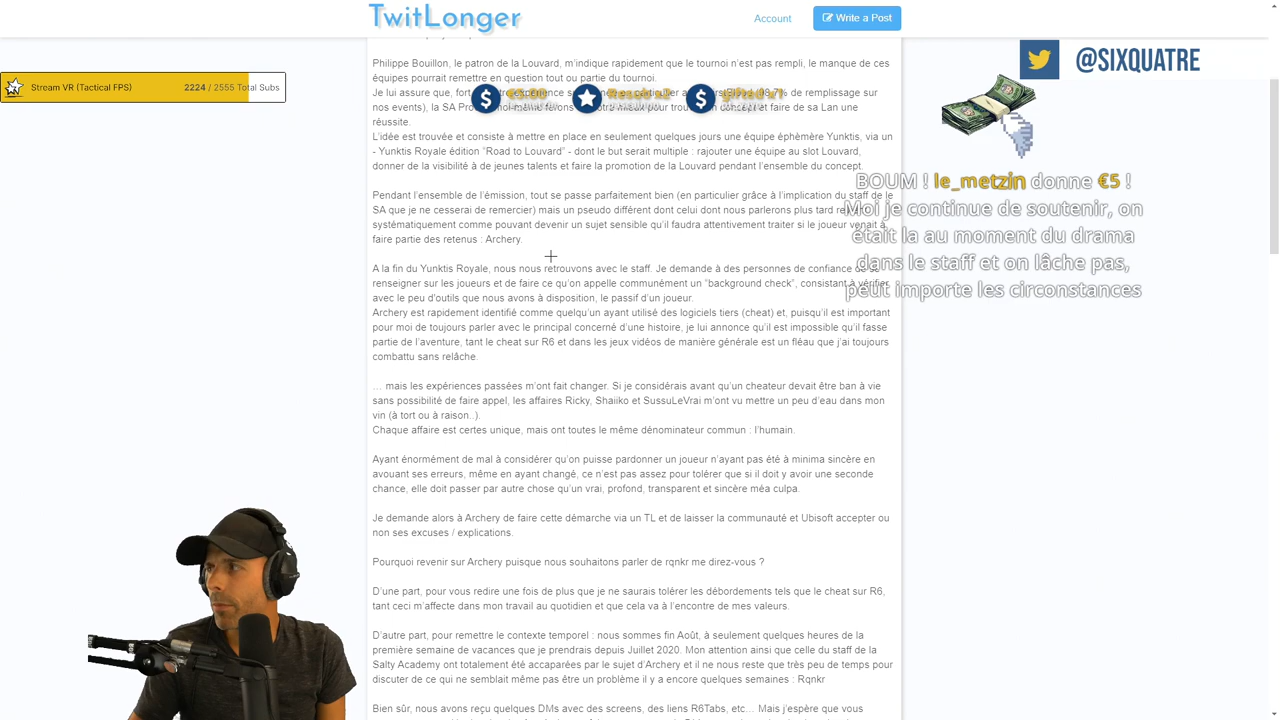 TwitLonger
Account
Write a Post
@SIXQUATRE
Stream VR (Tactical FPS)
2224 / 2555 Total Subs
Philippe Bouillon, le patron de la Louvard, m'indique rapidement que le tournoi n'est pas rempli, le manque de ces
équipes pourrait remettre en question tout ou partie du tournoi.
Je lui assure que, fort
nos events), la SA
faire de sa Lan une
réussite.
L'idée est trouvée et consiste à mettre en place en seulement quelques jours une équipe éphèmère Yunktis, via un
- Yunktis Royale édition "Road to Louvard" - dont le but serait multiple : rajouter une équipe au slot Louvard,
donner de la visibilité à de jeunes talents et faire la promotion de la Louvard pendant l'ensemble du concept.
Pendant l'ensemble de l'émission, tout se passe parfaitement bien (en particulier grâce à l'implication du staff de le
SA que je ne cesserai de remercier) mais un pseudo différent dont celui dont nous parlerons plus tard
systématiquement comme pouvant devenir un sujet sensible qu'il faudra attentivement traiter si le joueur venait à
faire partie des retenus : Archery.
A la fin du Yunktis Royale, nous nous retrouvons avec le staff. Je demande à des personnes de confiance de se
renseigner sur les joueurs et de faire ce qu'on appelle communément un "background check", consistant à vérifier
avec le peu d'outils que nous avons à disposition, le passif d'un joueur.
Archery est rapidement identifié comme quelqu'un ayant utilisé des logiciels tiers (cheat) et, puisqu'il est important
pour moi de toujours parler avec le principal concerné d'une histoire, je lui annonce qu'il est impossible qu'il fasse
partie de l'aventure, tant le cheat sur R6 et dans les jeux vidéos de manière générale est un fléau que j'ai toujours
combattu sans relâche.
… mais les expériences passées m'ont fait changer. Si je considérais avant qu'un cheateur devait être ban à vie
sans possibilité de faire appel, les affaires Ricky, Shaiiko et SussuLeVrai m'ont vu mettre un peu d'eau dans mon
vin (à tort ou à raison..).
Chaque affaire est certes unique, mais ont toutes le même dénominateur commun : l'humain.
Ayant énormément de mal à considérer qu'on puisse pardonner un joueur n'ayant pas été à minima sincère en
avouant ses erreurs, même en ayant changé, ce n'est pas assez pour tolérer que si il doit y avoir une seconde
chance, elle doit passer par autre chose qu'un vrai, profond, transparent et sincère méa culpa.
Je demande alors à Archery de faire cette démarche via un TL et de laisser la communauté et Ubisoft accepter ou
non ses excuses / explications.
Pourquoi revenir sur Archery puisque nous souhaitons parler de rqnkr me direz-vous ?
D'une part, pour vous redire une fois de plus que je ne saurais tolérer les débordements tels que le cheat sur R6,
tant ceci m'affecte dans mon travail au quotidien et que cela va à l'encontre de mes valeurs.
D'autre part, pour remettre le contexte temporel : nous sommes fin Août, à seulement quelques heures de la
première semaine de vacances que je prendrais depuis Juillet 2020. Mon attention ainsi que celle du staff de la
Salty Academy ont totalement été accaparées par le sujet d'Archery et il ne nous reste que très peu de temps pour
discuter de ce qui ne semblait même pas être un problème il y a encore quelques semaines : Rqnkr
Bien sûr, nous avons reçu quelques DMs avec des screens, des liens R6Tabs, etc… Mais j'espère que vous
BOUM ! le_metzin donne €5 !
Moi je continue de soutenir, on
était la au moment du drama
dans le staff et on lâche pas,
peut importe les circonstances